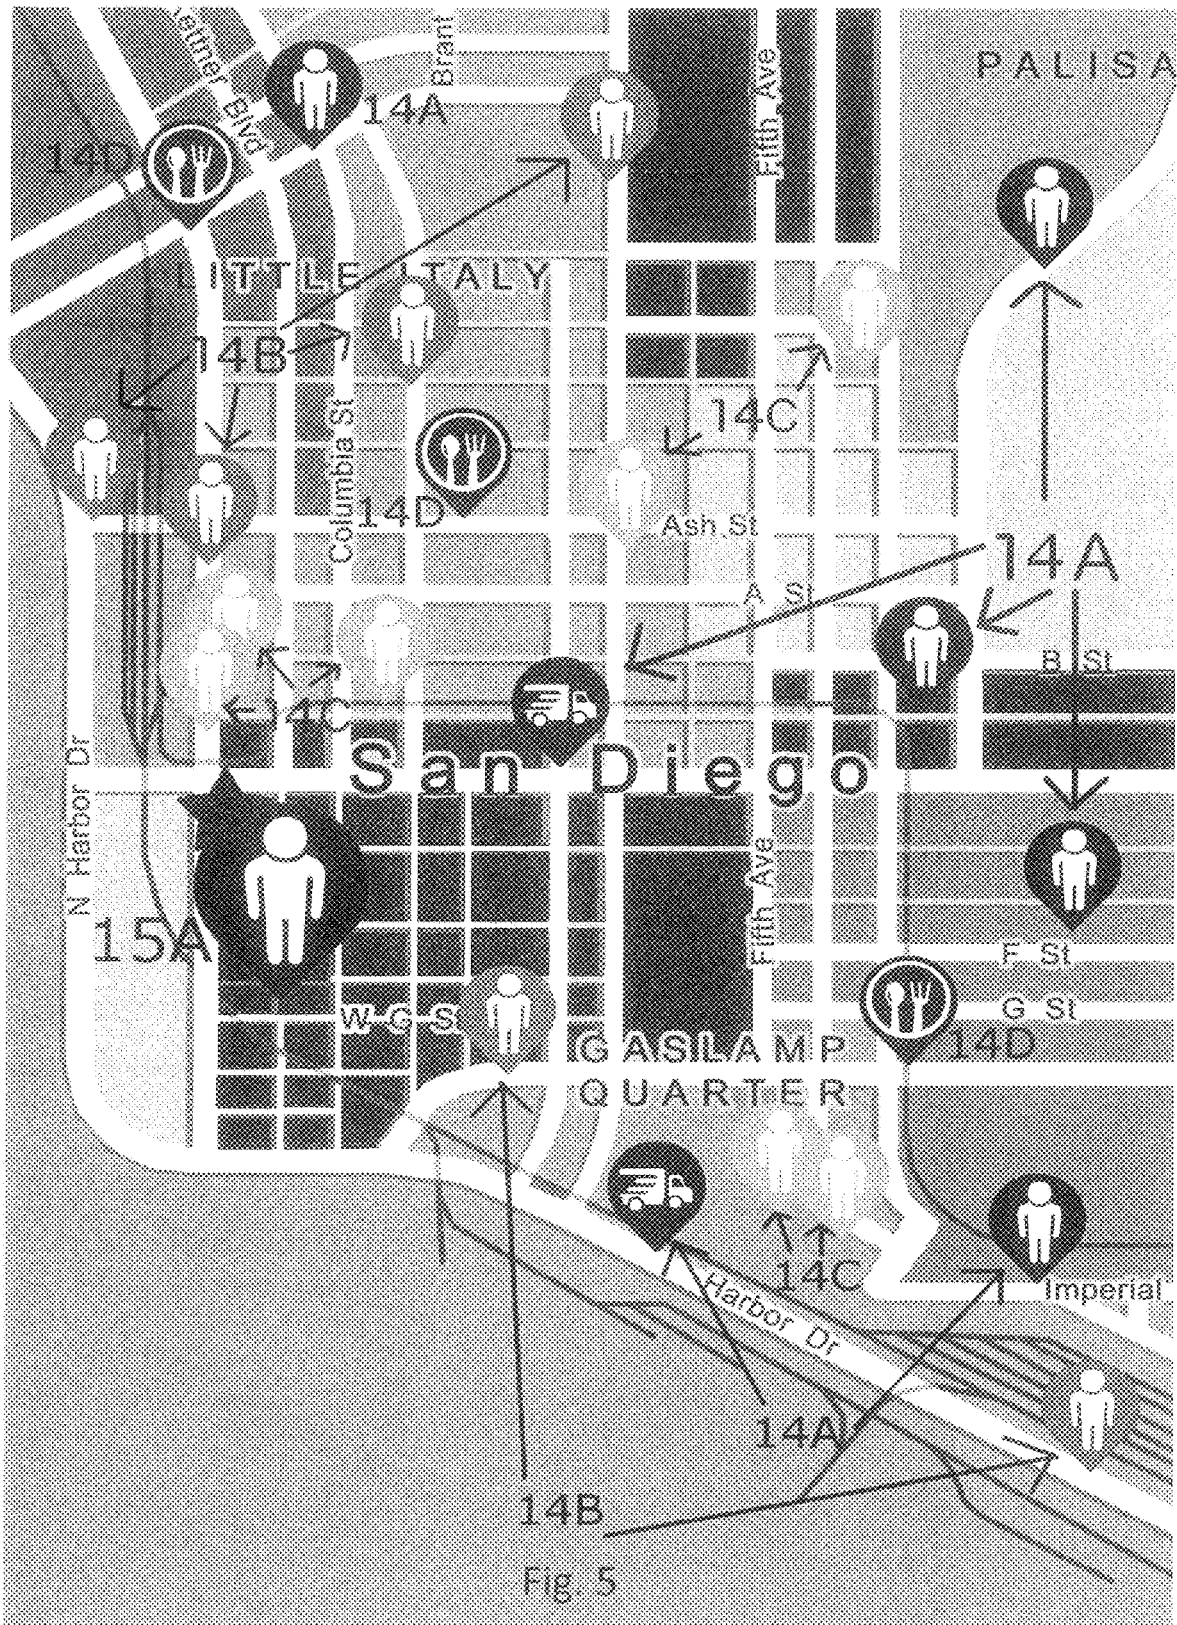 Kettner Blvd
Brant
14A
Fifth Ave
PALISA
14D
LITTLE ITALY
14B
14C
Columbia St
14D
Ash St
14A
A St
B St
14C
N Harbor Dr
San Diego
15A
Fifth Ave
F St
W G St
G St
GASLAMP
QUARTER
14D
14C
Harbor Dr
Imperial
14A
14B
Fig. 5